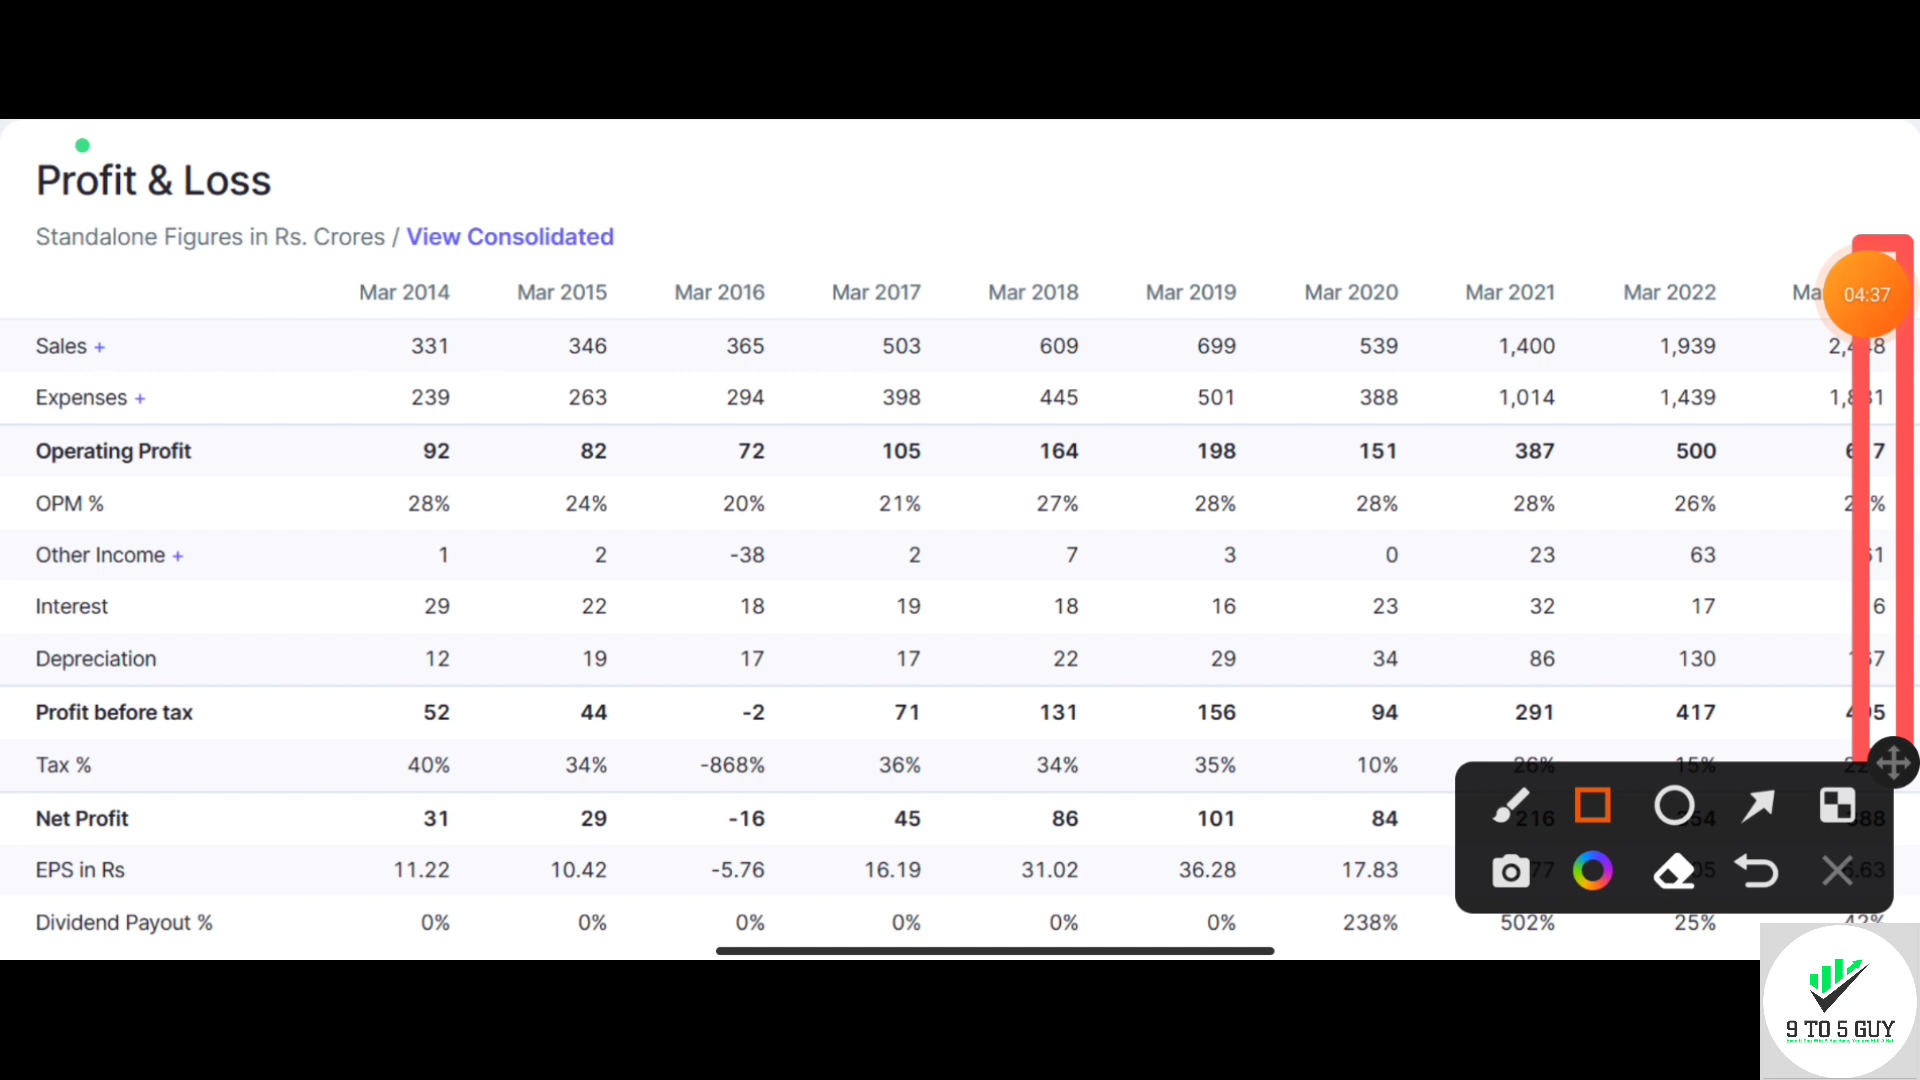 Profit & Loss
Standalone Figures in Rs. Crores / View Consolidated
Mar 2014 Mar 2015 Mar 2016 Mar 2017 Mar 2018 Mar 2019 Mar 2020 Mar 2021 Mar 2022
04:37
Sales + 331 346 365 503 609 699 539 1,400 1,939
Expenses + 239 263 294 398 445 501 388 1,014 1,439
Operating Profit 92 82 72 105 164 198 151 387 500
OPM % 28% 24% 20% 21% 27% 28% 28% 28% 26%
Other Income + 1 2 -38 2 7 3 0 23 63
Interest 29 22 18 19 18 16 23 32 17
Depreciation 12 19 17 17 22 29 34 86 130
Profit before tax 52 44 -2 71 131 156 94 291 417
Tax % 40% 34% -868% 36% 34% 35% 10% 26% 15%
Net Profit 31 29 -16 45 86 101 84 216
EPS in Rs 11.22 10.42 -5.76 16.19 31.02 36.28 17.83
Dividend Payout % 0% 0% 0% 0% 0% 0% 238% 502% 25% 42%
9 TO 5 GUY